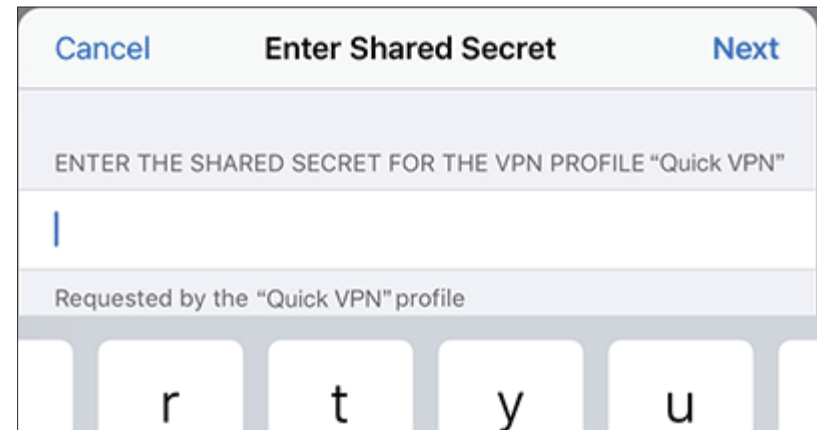 Cancel Enter Shared Secret Next
ENTER THE SHARED SECRET FOR THE VPN PROFILE “Quick VPN”
Requested by the “Quick VPN” profile
r t y u